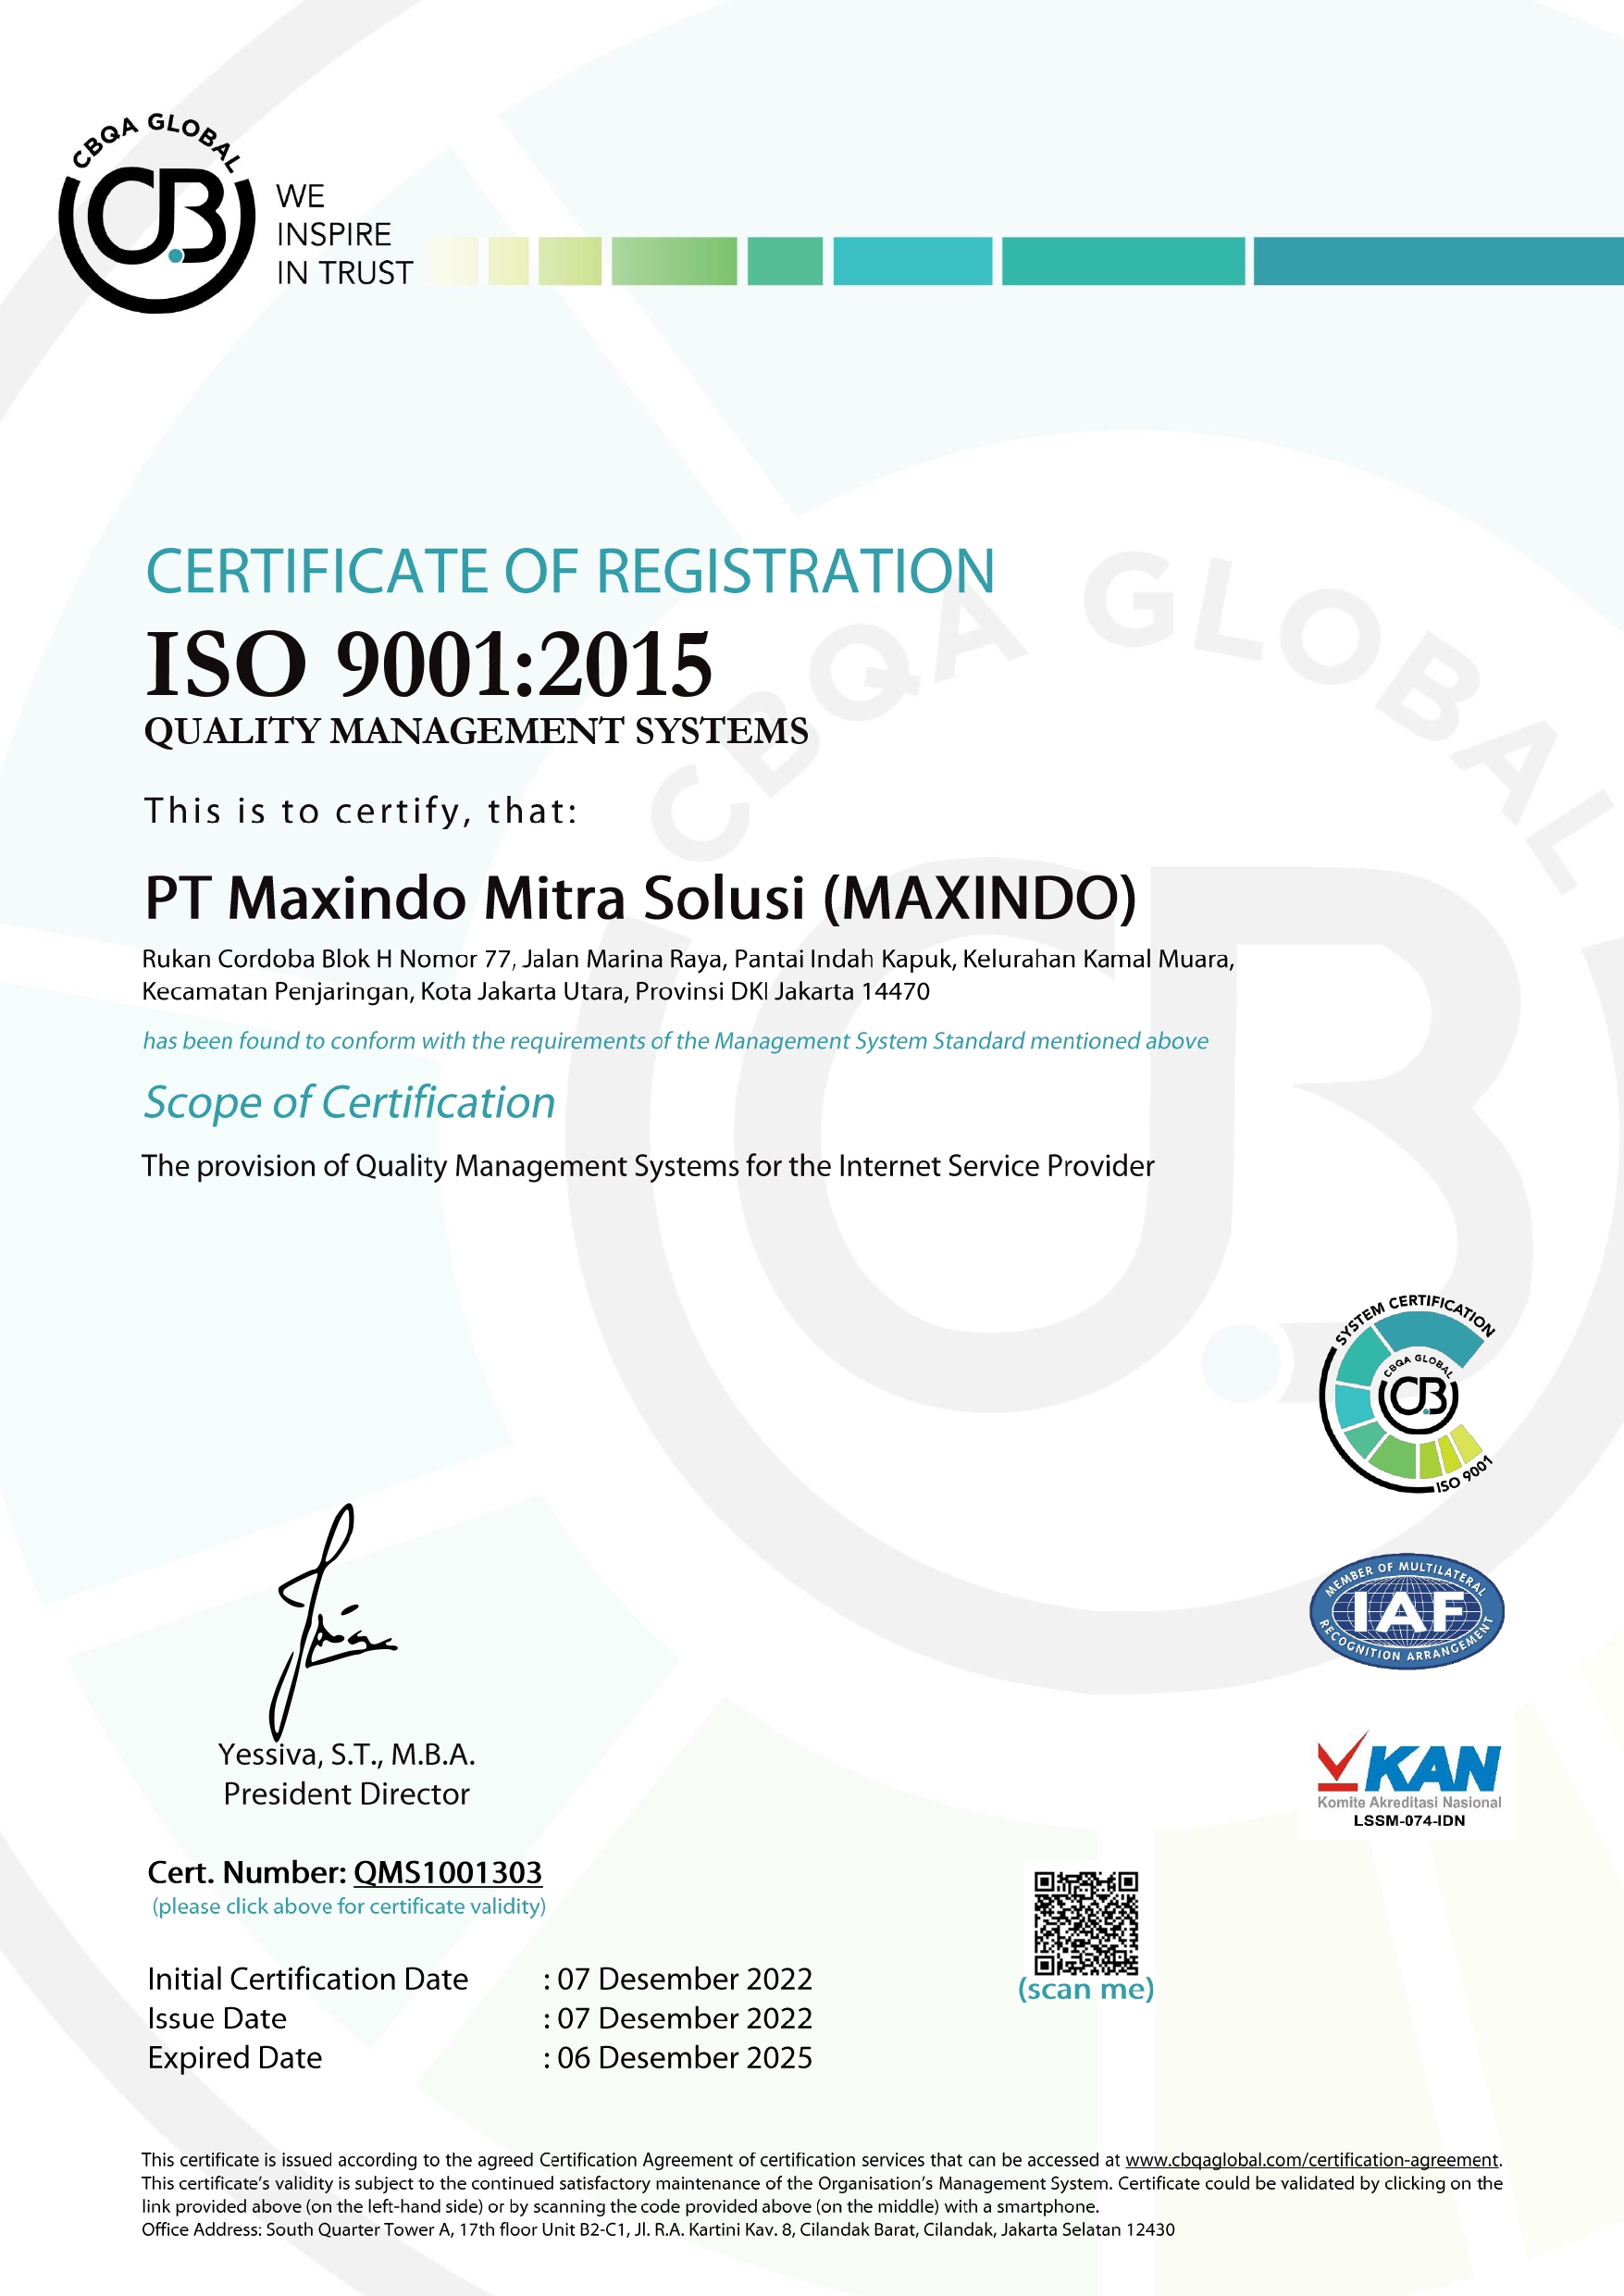 CBQA GLOBAL
CB
WE
INSPIRE
IN TRUST
CERTIFICATE OF REGISTRATION
ISO 9001:2015
QUALITY MANAGEMENT SYSTEMS
This is to certify, that:
PT Maxindo Mitra Solusi (MAXINDO)
Rukan Cordoba Blok H Nomor 77, Jalan Marina Raya, Pantai Indah Kapuk, Kelurahan Kamal Muara,
Kecamatan Penjaringan, Kota Jakarta Utara, Provinsi DKI Jakarta 14470
has been found to conform with the requirements of the Management System Standard mentioned above
Scope of Certification
The provision of Quality Management Systems for the Internet Service Provider
CBQA GLOBAL
CB
SYSTEM CERTIFICATION
CBQA GLOBAL
CB
ISO 9001
MEMBER OF MULTILATERAL
IAF
RECOGNITION ARRANGEMENT
KAN
Komite Akreditasi Nasional
LSSM-074-IDN
Yessiva, S.T., M.B.A.
President Director
Cert. Number: QMS1001303
(please click above for certificate validity)
Initial Certification Date : 07 Desember 2022
Issue Date : 07 Desember 2022
Expired Date : 06 Desember 2025
(scan me)
This certificate is issued according to the agreed Certification Agreement of certification services that can be accessed at www.cbqaglobal.com/certification-agreement.
This certificate's validity is subject to the continued satisfactory maintenance of the Organisation's Management System. Certificate could be validated by clicking on the
link provided above (on the left-hand side) or by scanning the code provided above (on the middle) with a smartphone.
Office Address: South Quarter Tower A, 17th floor Unit B2-C1, Jl. R.A. Kartini Kav. 8, Cilandak Barat, Cilandak, Jakarta Selatan 12430